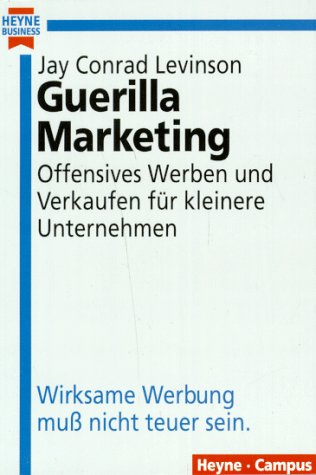 HEYNE
BUSINESS
Jay Conrad Levinson
Guerilla
Marketing
Offensives Werben und
Verkaufen für kleinere
Unternehmen
Wirksame Werbung
muß nicht teuer sein.
Heyne · Campus